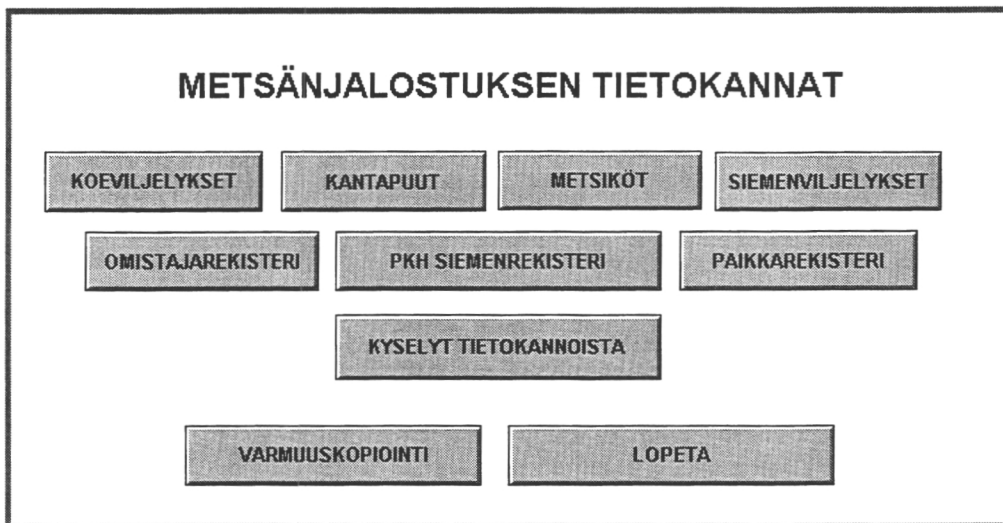 METSÄNJALOSTUKSEN TIETOKANNAT
KOEVILJELYKSET KANTAPUUT METSIKÖT SIEMENVILJELYKSET
OMISTAJAREKISTERI PKH SIEMENREKISTERI PAIKKAREKISTERI
KYSELYT TIETOKANNOISTA
VARMUUSKOPIOINTI LOPETA